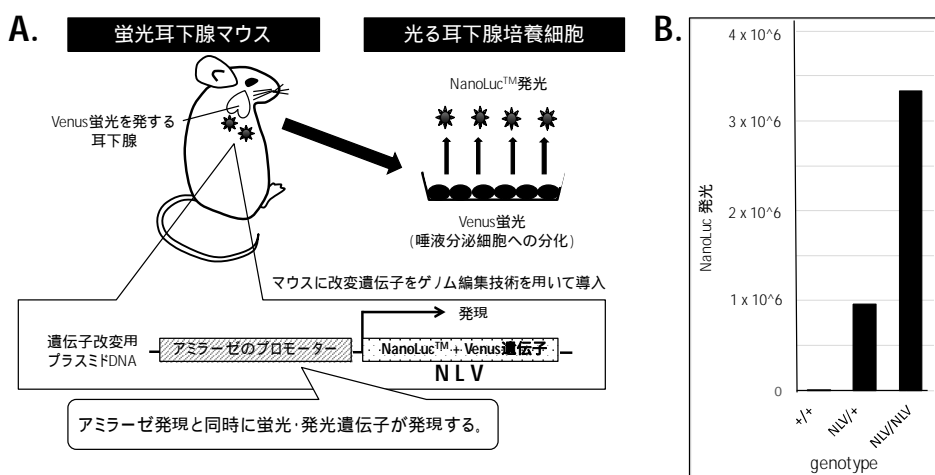 A.
蛍光耳下腺マウス
光る耳下腺培養細胞
Venus蛍光を発する
耳下腺
NanoLuc™発光
Venus蛍光
(唾液分泌細胞への分化)
マウスに改変遺伝子をゲノム編集技術を用いて導入
発現
遺伝子改変用
プラスミドDNA
アミラーゼのプロモーター
NanoLuc™ + Venus遺伝子
NLV
アミラーゼ発現と同時に蛍光・発光遺伝子が発現する。
B.
4 x 10^6
3 x 10^6
2 x 10^6
1 x 10^6
0
NanoLuc 発光
+/+
NLV/+
NLV/NLV
genotype